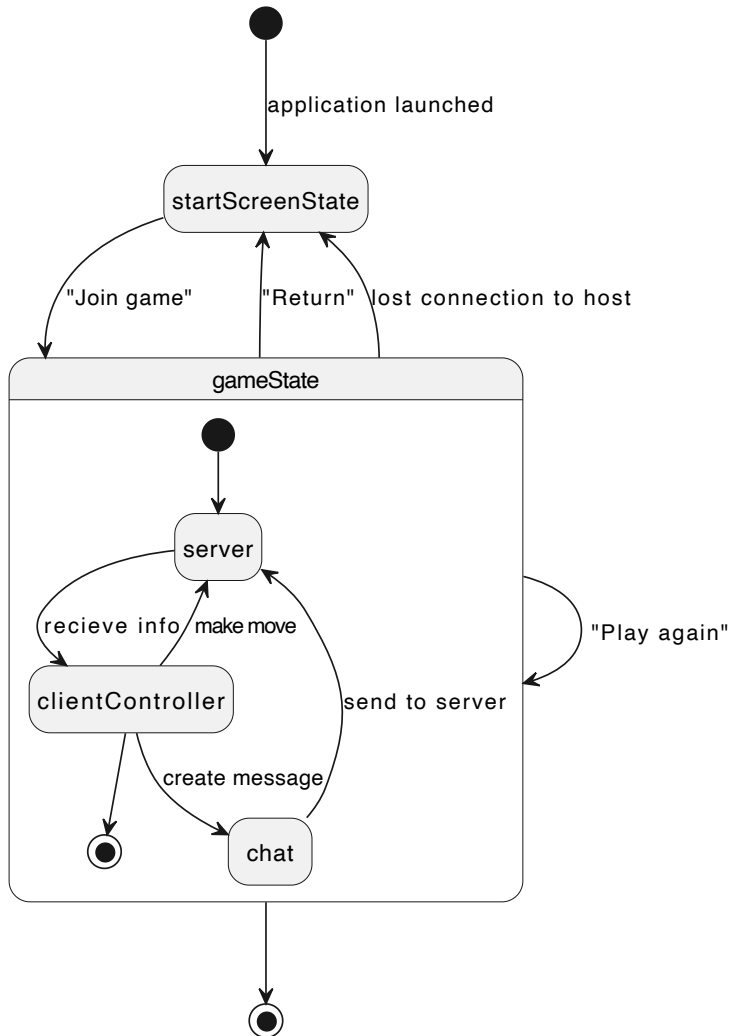 application launched
startScreenState
"Join game"
"Return"
lost connection to host
gameState
server
recieve info
make move
"Play again"
clientController
send to server
create message
chat